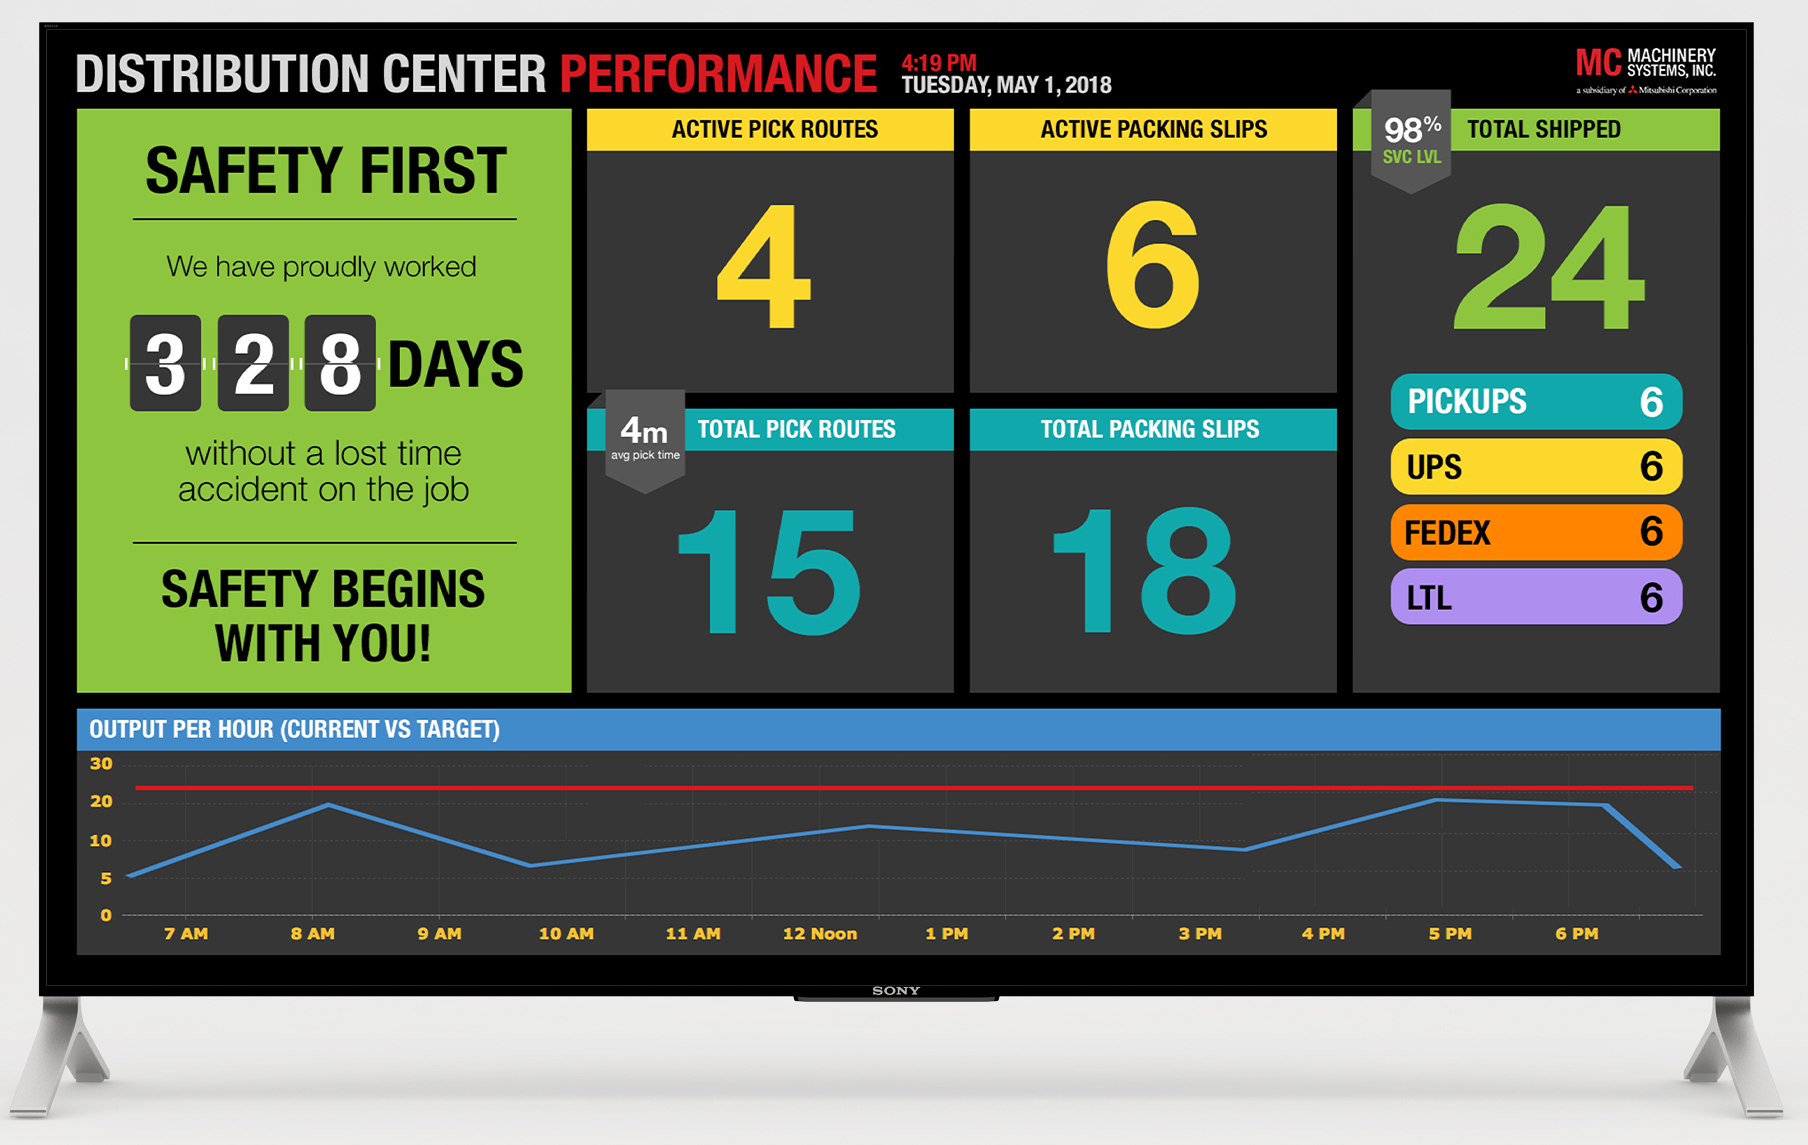 DISTRIBUTION CENTER PERFORMANCE
4:19 PM
TUESDAY, MAY 1, 2018
MC MACHINERY SYSTEMS, INC.
a subsidiary of Mitsubishi Corporation
SAFETY FIRST
We have proudly worked
328 DAYS
without a lost time
accident on the job
SAFETY BEGINS
WITH YOU!
ACTIVE PICK ROUTES
4
ACTIVE PACKING SLIPS
6
98%
SVC LVL
TOTAL SHIPPED
24
PICKUPS 6
UPS 6
FEDEX 6
LTL 6
4m
avg pick time
TOTAL PICK ROUTES
15
TOTAL PACKING SLIPS
18
OUTPUT PER HOUR (CURRENT VS TARGET)
30
20
10
5
0
7 AM 8 AM 9 AM 10 AM 11 AM 12 Noon 1 PM 2 PM 3 PM 4 PM 5 PM 6 PM
SONY